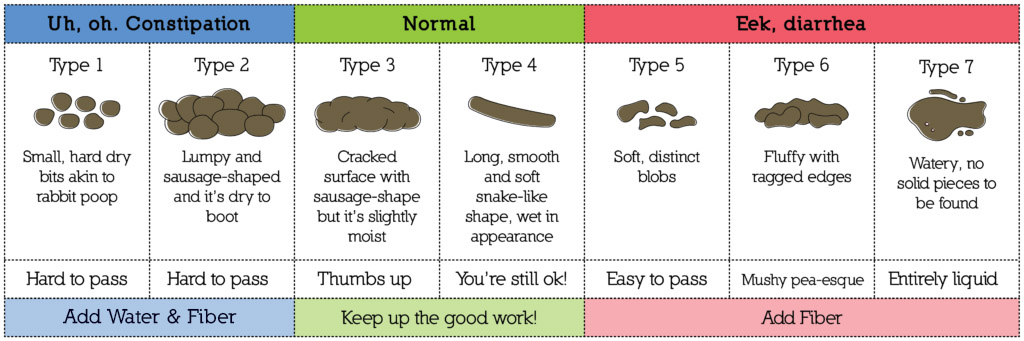 Uh, oh. Constipation
Normal
Eek, diarrhea
Type 1
Type 2
Type 3
Type 4
Type 5
Type 6
Type 7
Small, hard dry
bits akin to
rabbit poop
Lumpy and
sausage-shaped
and it's dry to
boot
Cracked
surface with
sausage-shape
but it's slightly
moist
Long, smooth
and soft
snake-like
shape, wet in
appearance
Soft, distinct
blobs
Fluffy with
ragged edges
Watery, no
solid pieces to
be found
Hard to pass
Hard to pass
Thumbs up
You're still ok!
Easy to pass
Mushy pea-esque
Entirely liquid
Add Water & Fiber
Keep up the good work!
Add Fiber